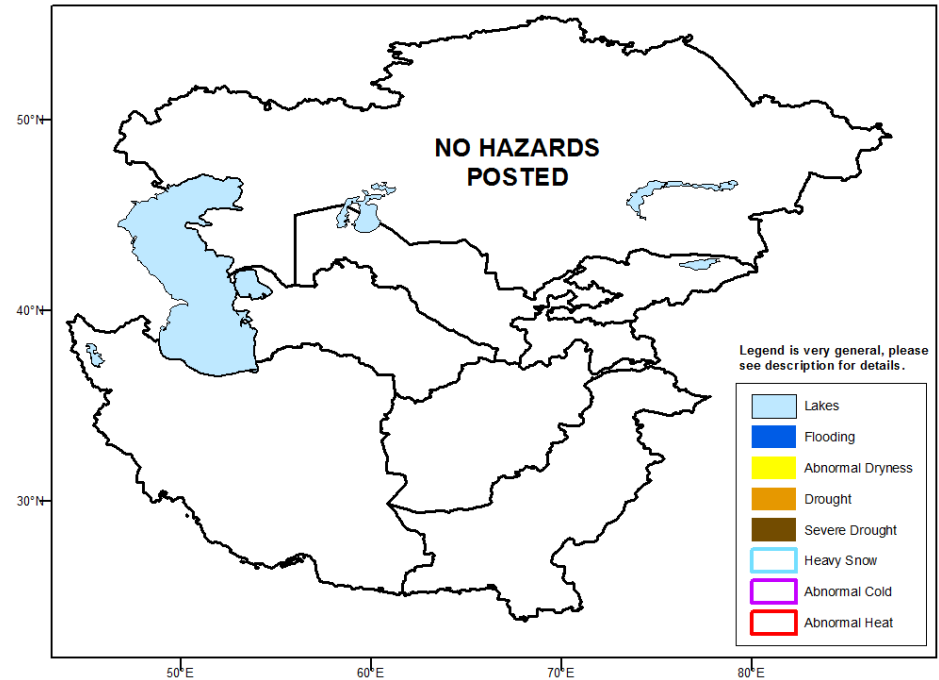 NO HAZARDS
POSTED
50°N
40°N
30°N
50°E
60°E
70°E
80°E
Legend is very general, please
see description for details.
Lakes
Flooding
Abnormal Dryness
Drought
Severe Drought
Heavy Snow
Abnormal Cold
Abnormal Heat